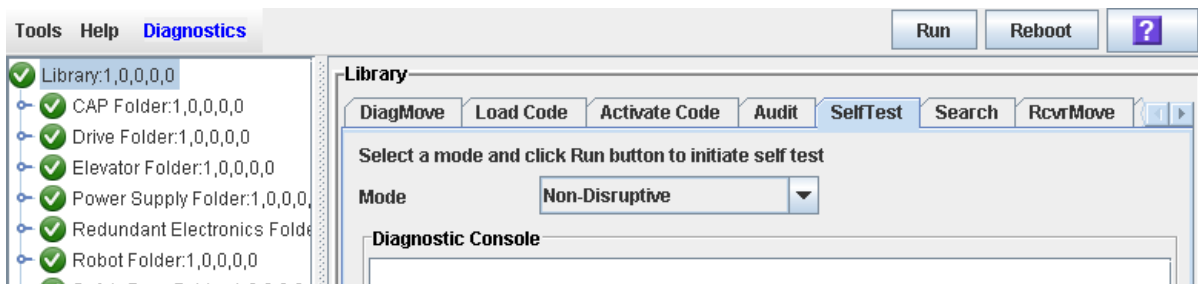 Tools Help Diagnostics Run Reboot ?
Library:1,0,0,0,0
CAP Folder:1,0,0,0,0
Drive Folder:1,0,0,0,0
Elevator Folder:1,0,0,0,0
Power Supply Folder:1,0,0,0,
Redundant Electronics Folde
Robot Folder:1,0,0,0,0
Library
DiagMove Load Code Activate Code Audit SelfTest Search RcvrMove
Select a mode and click Run button to initiate self test
Mode Non-Disruptive
Diagnostic Console